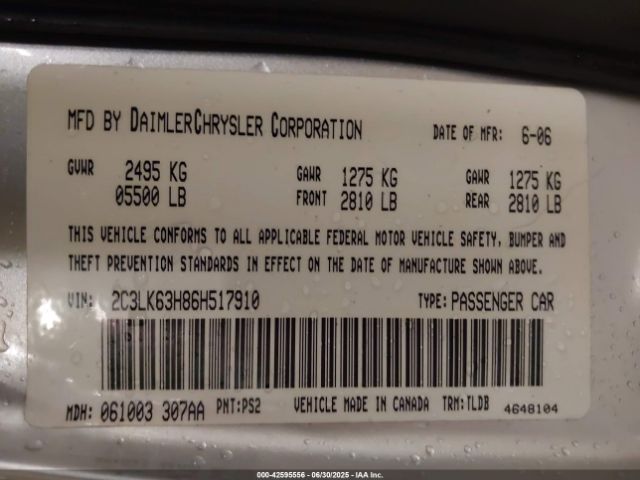 MFD BY DAIMLERCHRYSLER CORPORATION DATE OF MFR: 6-06
GVWR 2495 KG GAWR 1275 KG GAWR 1275 KG
05500 LB FRONT 2810 LB REAR 2810 LB
THIS VEHICLE CONFORMS TO ALL APPLICABLE FEDERAL MOTOR VEHICLE SAFETY, BUMPER AND
THEFT PREVENTION STANDARDS IN EFFECT ON THE DATE OF MANUFACTURE SHOWN ABOVE.
VIN: 2C3LK63H86H517910 TYPE: PASSENGER CAR
MDH: 061003 307AA PNT:PS2 VEHICLE MADE IN CANADA TRM:TLDB 4648104
000-42595556 - 06/30/2025 - IAA Inc.